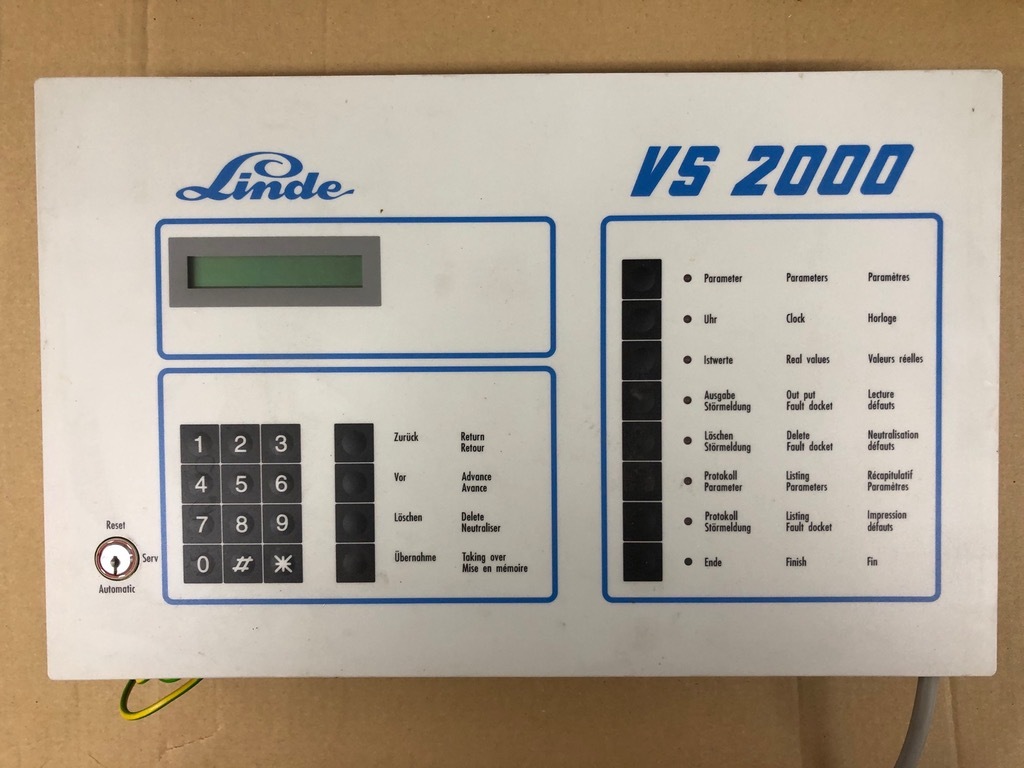 Linde
VS 2000
1 2 3
4 5 6
7 8 9
0 # *
Zurück Return
Retour
Vor Advance
Avance
Löschen Delete
Neutraliser
Übernahme Taking over
Mise en mémoire
Reset
Serv
Automatic
Parameter Parameters Paramètres
Uhr Clock Horloge
Istwerte Real values Valeurs réelles
Ausgabe Out put Lecture
Störmeldung Fault docket défauts
Löschen Delete Neutralisation
Störmeldung Fault docket défauts
Protokoll Listing Récapitulatif
Parameter Parameters Paramètres
Protokoll Listing Impression
Störmeldung Fault docket défauts
Ende Finish Fin